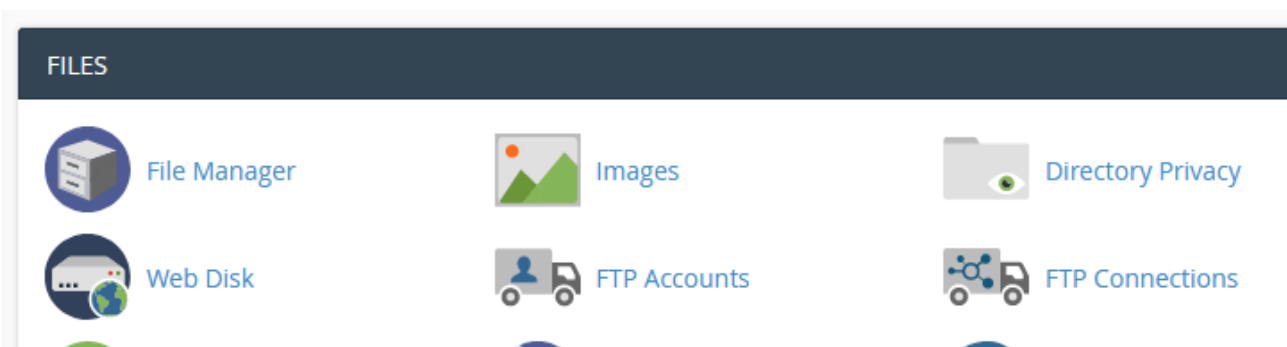 FILES
File Manager
Images
Directory Privacy
Web Disk
FTP Accounts
FTP Connections